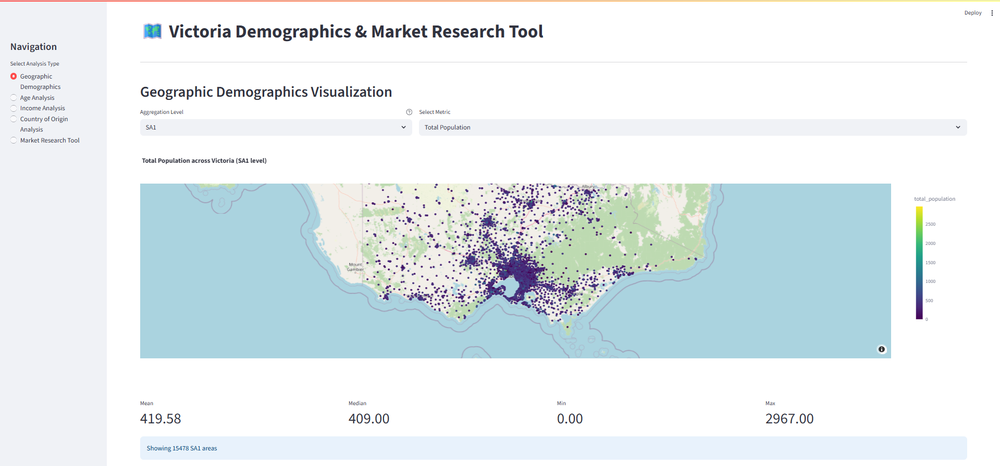 Deploy
Victoria Demographics & Market Research Tool
Navigation
Select Analysis Type
Geographic
Demographics
Age Analysis
Income Analysis
Country of Origin
Analysis
Market Research Tool
Geographic Demographics Visualization
Aggregation Level
Select Metric
SA1
Total Population
Total Population across Victoria (SA1 level)
Albury
Mount
Gambier
total_population
2500
2000
1500
1000
500
0
Mean
Median
Min
Max
419.58
409.00
0.00
2967.00
Showing 15478 SA1 areas